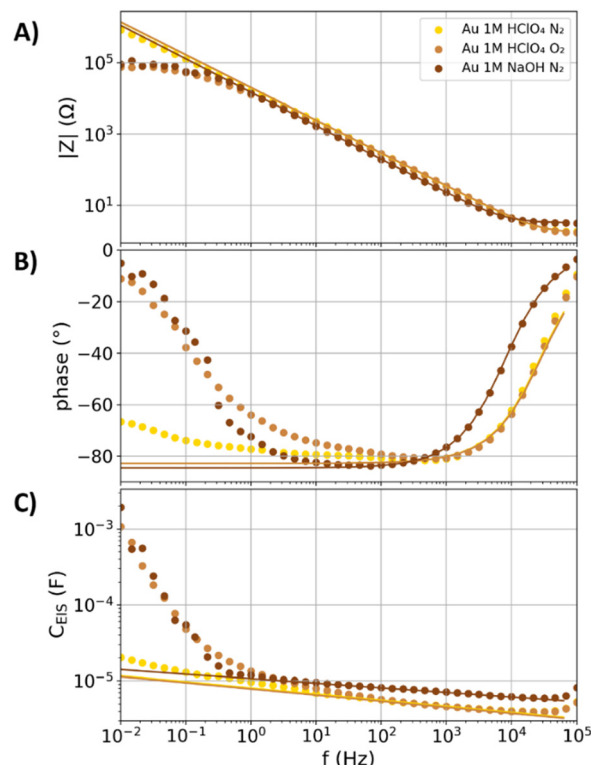 A)
|Z| (Ω)
10⁵
10³
10¹
Au 1M HClO₄ N₂
Au 1M HClO₄ O₂
Au 1M NaOH N₂
B)
phase (°)
0
−20
−40
−60
−80
C)
C_EIS (F)
10⁻³
10⁻⁴
10⁻⁵
10⁻² 10⁻¹ 10⁰ 10¹ 10² 10³ 10⁴ 10⁵
f (Hz)